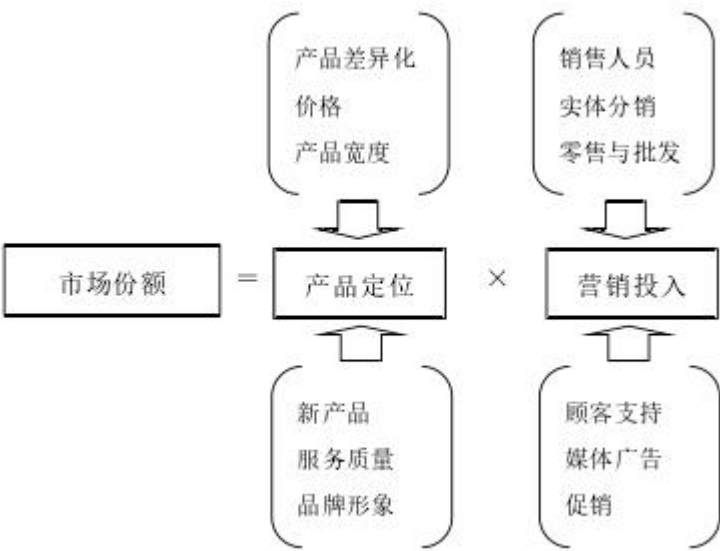 产品差异化
价格
产品宽度
销售人员
实体分销
零售与批发
市场份额 = 产品定位 × 营销投入
新产品
服务质量
品牌形象
顾客支持
媒体广告
促销